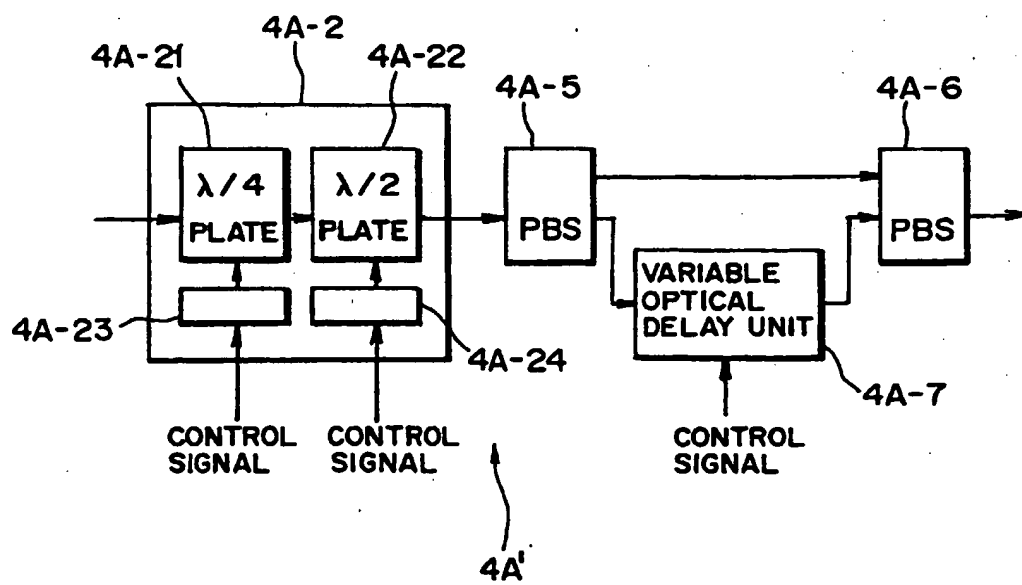 4A-2
4A-21
4A-22
4A-5
4A-6
λ/4
PLATE
λ/2
PLATE
PBS
PBS
VARIABLE
OPTICAL
DELAY UNIT
4A-23
4A-24
4A-7
CONTROL
SIGNAL
CONTROL
SIGNAL
CONTROL
SIGNAL
4A'